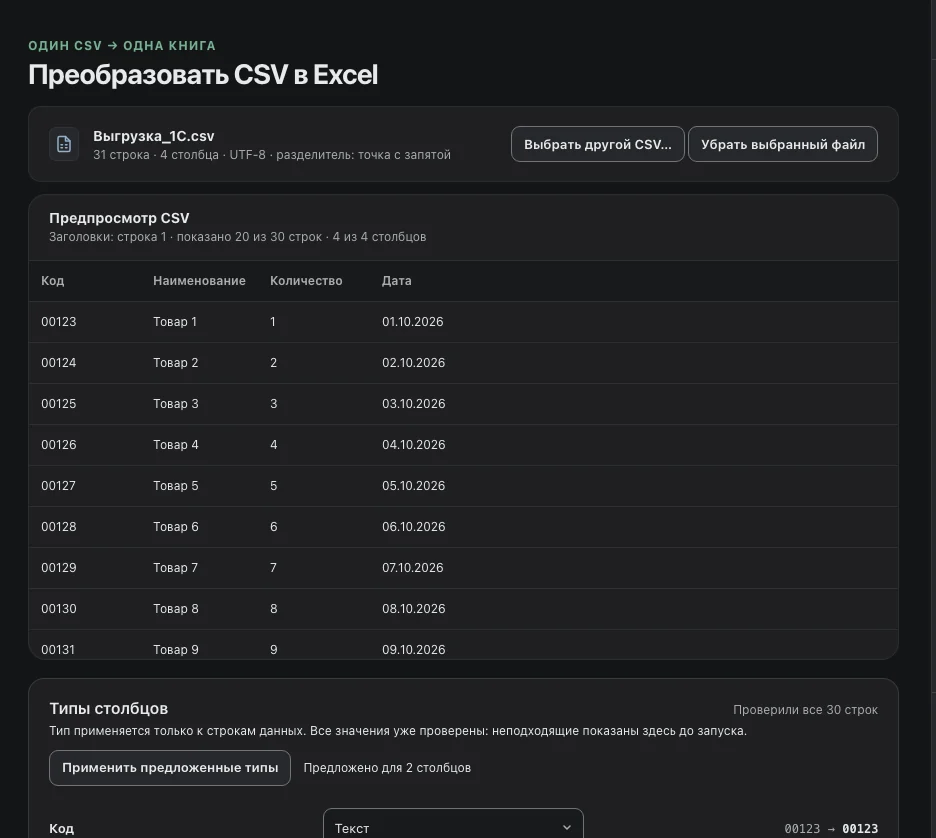 ОДИН CSV → ОДНА КНИГА
Преобразовать CSV в Excel
Выгрузка_1C.csv
31 строка · 4 столбца · UTF-8 · разделитель: точка с запятой
Выбрать другой CSV...
Убрать выбранный файл
Предпросмотр CSV
Заголовки: строка 1 · показано 20 из 30 строк · 4 из 4 столбцов
Код Наименование Количество Дата
00123 Товар 1 1 01.10.2026
00124 Товар 2 2 02.10.2026
00125 Товар 3 3 03.10.2026
00126 Товар 4 4 04.10.2026
00127 Товар 5 5 05.10.2026
00128 Товар 6 6 06.10.2026
00129 Товар 7 7 07.10.2026
00130 Товар 8 8 08.10.2026
00131 Товар 9 9 09.10.2026
Типы столбцов
Проверили все 30 строк
Тип применяется только к строкам данных. Все значения уже проверены: неподходящие показаны здесь до запуска.
Применить предложенные типы
Предложено для 2 столбцов
Код Текст 00123 → 00123